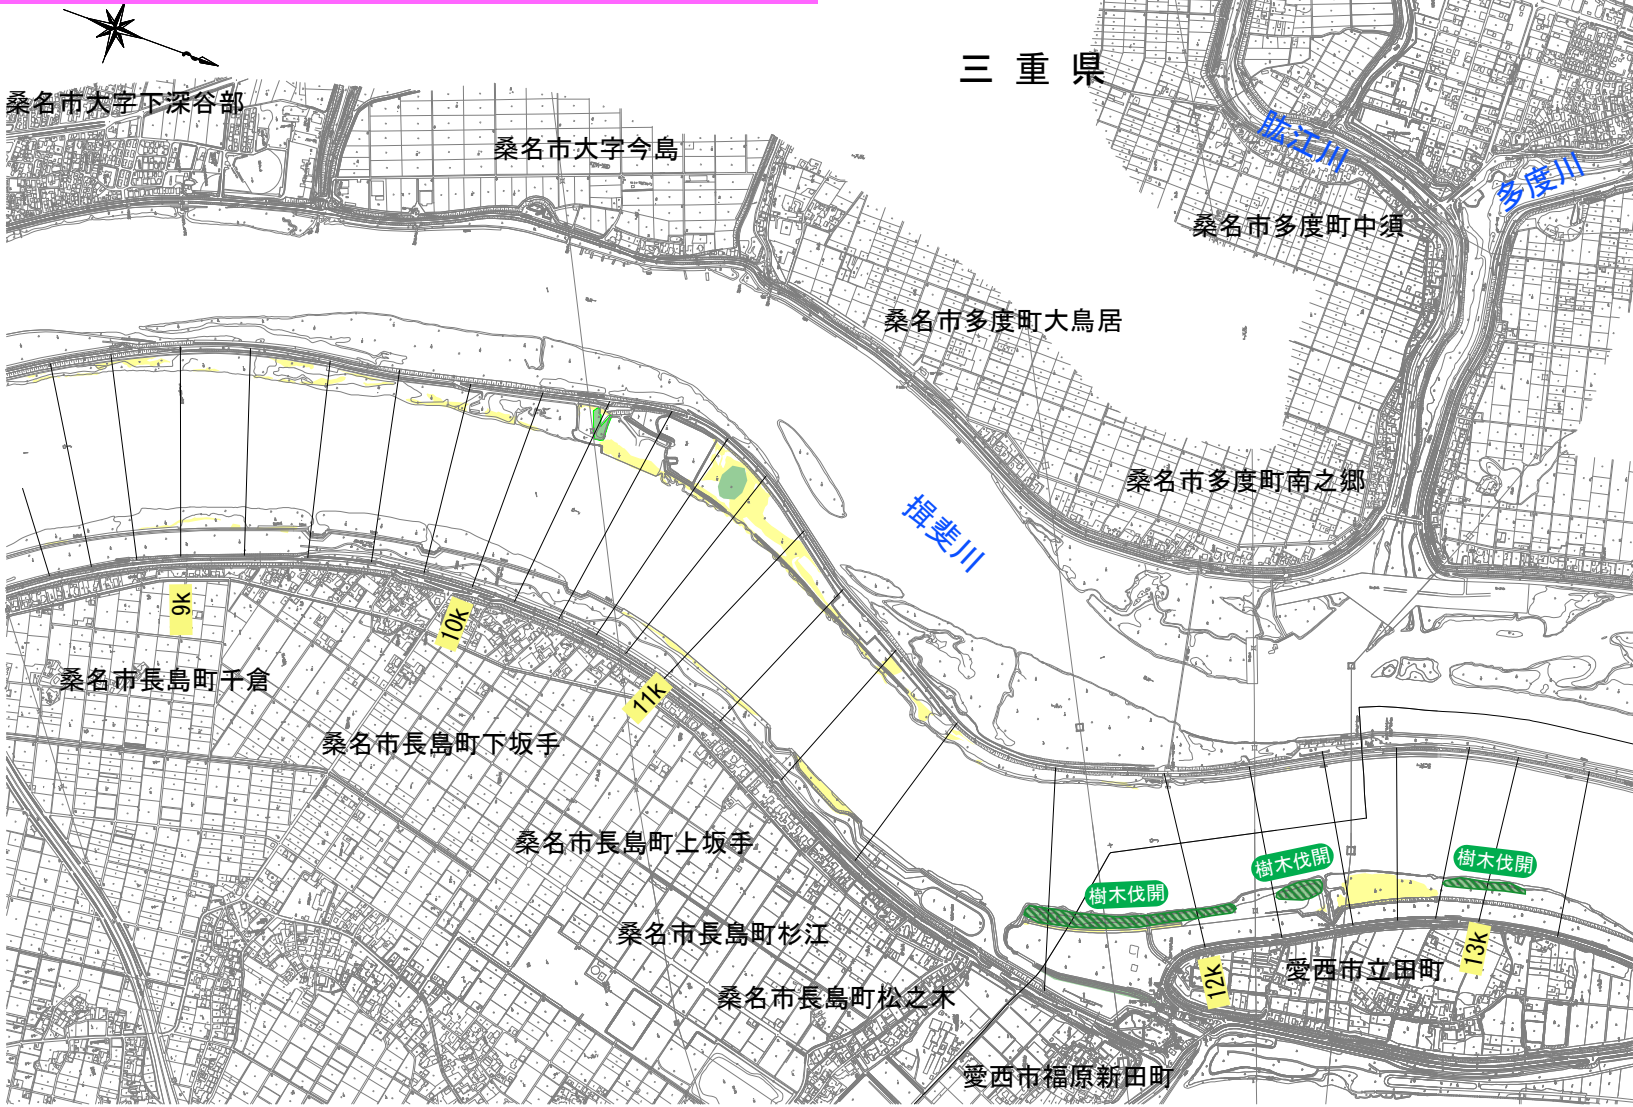 三重県
桑名市大字下深谷部
桑名市大字今島
肱江川
多度川
桑名市多度町中須
桑名市多度町大鳥居
桑名市多度町南之郷
揖斐川
9k
10k
11k
桑名市長島町千倉
桑名市長島町下坂手
桑名市長島町上坂手
樹木伐開
樹木伐開
樹木伐開
桑名市長島町杉江
12k
13k
愛西市立田町
桑名市長島町松之木
愛西市福原新田町